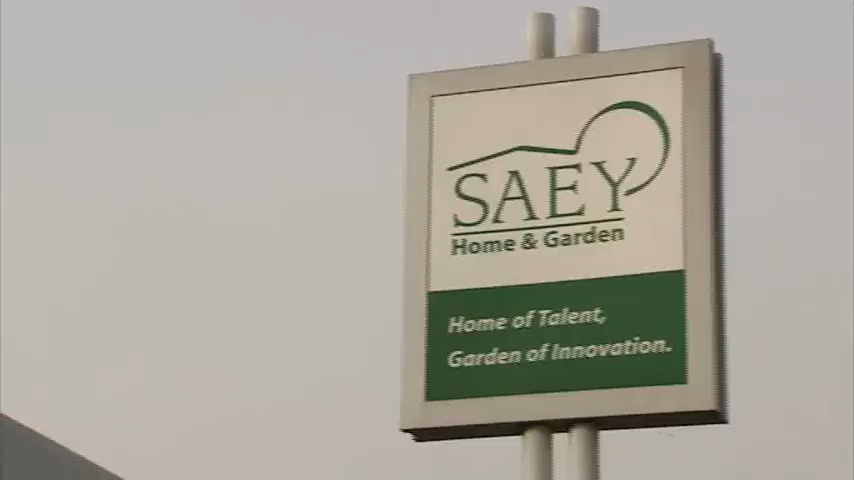 SAEY
Home & Garden
Home of Talent,
Garden of Innovation.